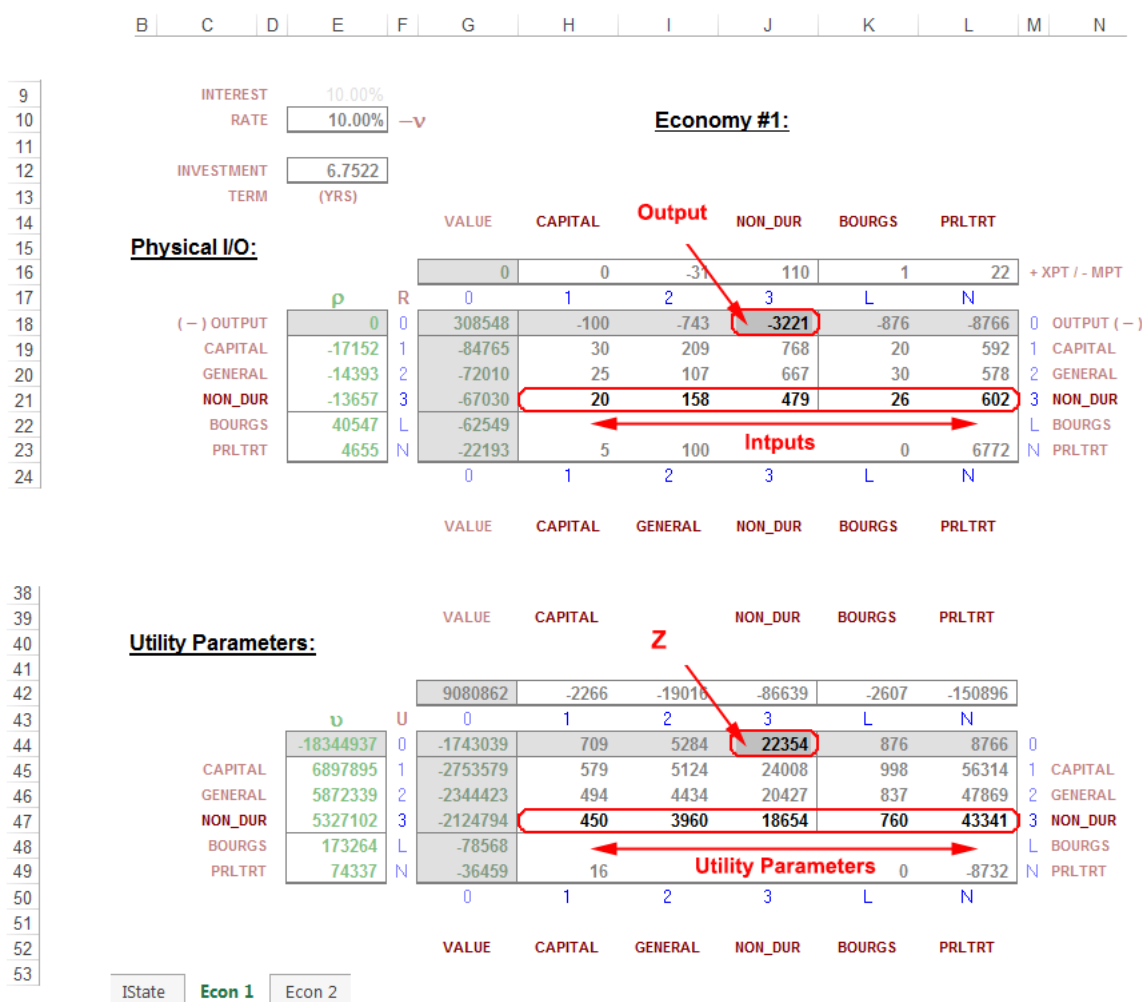 B C D E F G H I J K L M N
9 INTEREST 10.00%
10 RATE 10.00% −ν Economy #1:
11
12 INVESTMENT 6.7522
13 TERM (YRS)
14 VALUE CAPITAL Output NON_DUR BOURGS PRLTRT
15 Physical I/O:
16 0 0 -31 110 1 22 + XPT / - MPT
17 ρ R 0 1 2 3 L N
18 ( − ) OUTPUT 0 0 308548 -100 -743 -3221 -876 -8766 0 OUTPUT ( − )
19 CAPITAL -17152 1 -84765 30 209 768 20 592 1 CAPITAL
20 GENERAL -14393 2 -72010 25 107 667 30 578 2 GENERAL
21 NON_DUR -13657 3 -67030 20 158 479 26 602 3 NON_DUR
22 BOURGS 40547 L -62549 L BOURGS
Intputs
23 PRLTRT 4655 N -22193 5 100 0 6772 N PRLTRT
24 0 1 2 3 L N
VALUE CAPITAL GENERAL NON_DUR BOURGS PRLTRT
38
39 VALUE CAPITAL NON_DUR BOURGS PRLTRT
40 Utility Parameters: Z
41
42 9080862 -2266 -19016 -86639 -2607 -150896
43 υ U 0 1 2 3 L N
44 -18344937 0 -1743039 709 5284 22354 876 8766 0
45 CAPITAL 6897895 1 -2753579 579 5124 24008 998 56314 1 CAPITAL
46 GENERAL 5872339 2 -2344423 494 4434 20427 837 47869 2 GENERAL
47 NON_DUR 5327102 3 -2124794 450 3960 18654 760 43341 3 NON_DUR
48 BOURGS 173264 L -78568 L BOURGS
49 PRLTRT 74337 N -36459 16 Utility Parameters 0 -8732 N PRLTRT
50 0 1 2 3 L N
51
52 VALUE CAPITAL GENERAL NON_DUR BOURGS PRLTRT
53
IState Econ 1 Econ 2